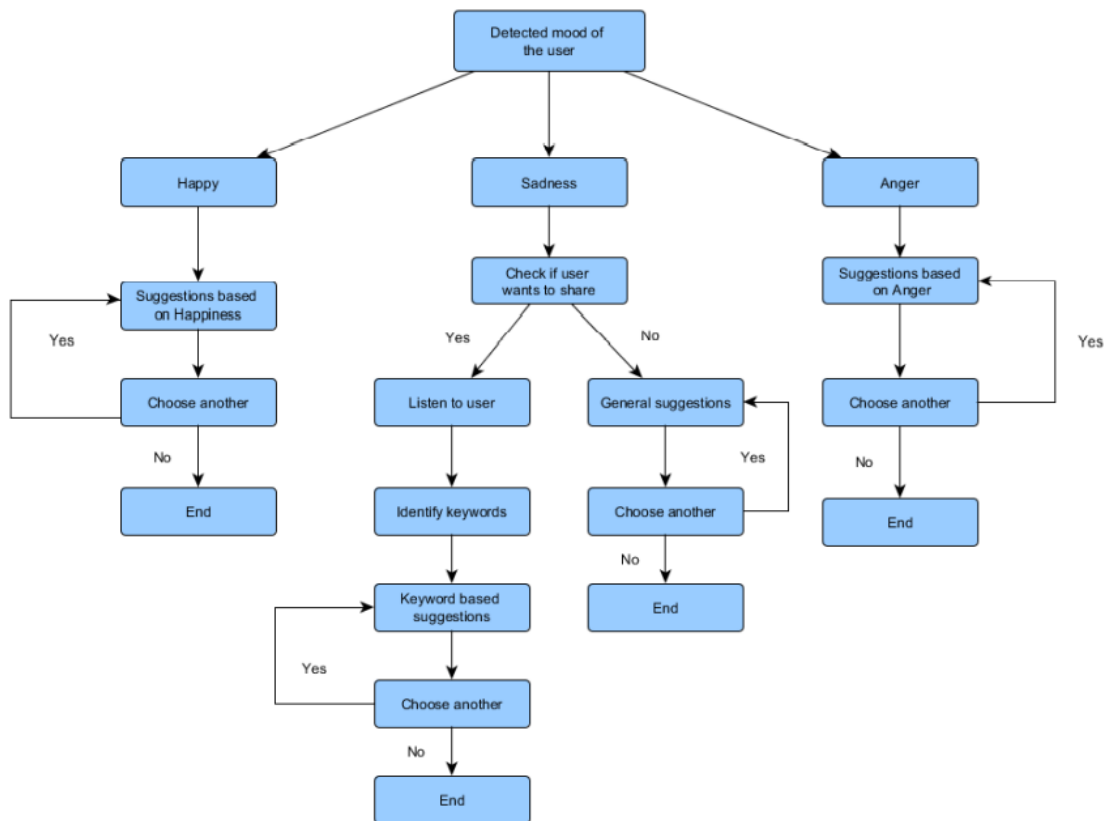 Detected mood of
the user
Happy
Sadness
Anger
Check if user
wants to share
Suggestions based
on Anger
Suggestions based
on Happiness
Yes
Yes
No
Yes
Choose another
Listen to user
General suggestions
Choose another
No
Yes
No
End
Identify keywords
Choose another
End
No
Keyword based
suggestions
End
Yes
Choose another
No
End